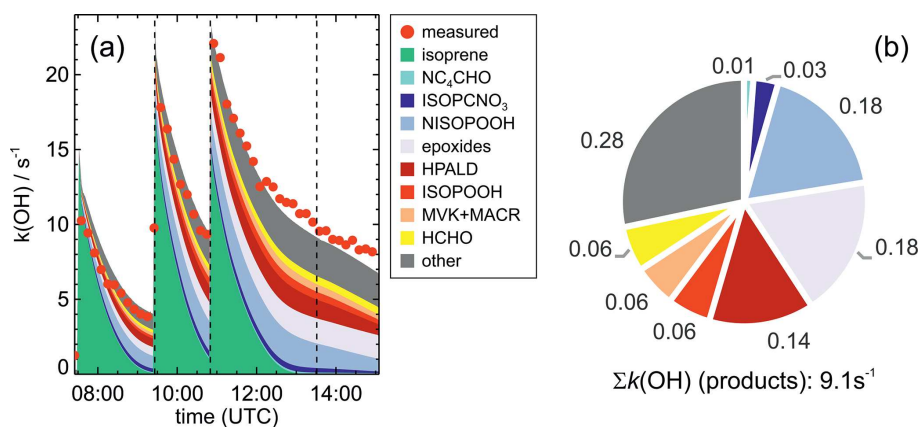 (a)
k(OH) / s⁻¹
20
15
10
5
0
08:00 10:00 12:00 14:00
time (UTC)
measured
isoprene
NC₄CHO
ISOPCNO₃
NISOPOOH
epoxides
HPALD
ISOPOOH
MVK+MACR
HCHO
other
(b)
0.01
0.03
0.18
0.18
0.14
0.06
0.06
0.06
0.28
Σk(OH) (products): 9.1s⁻¹